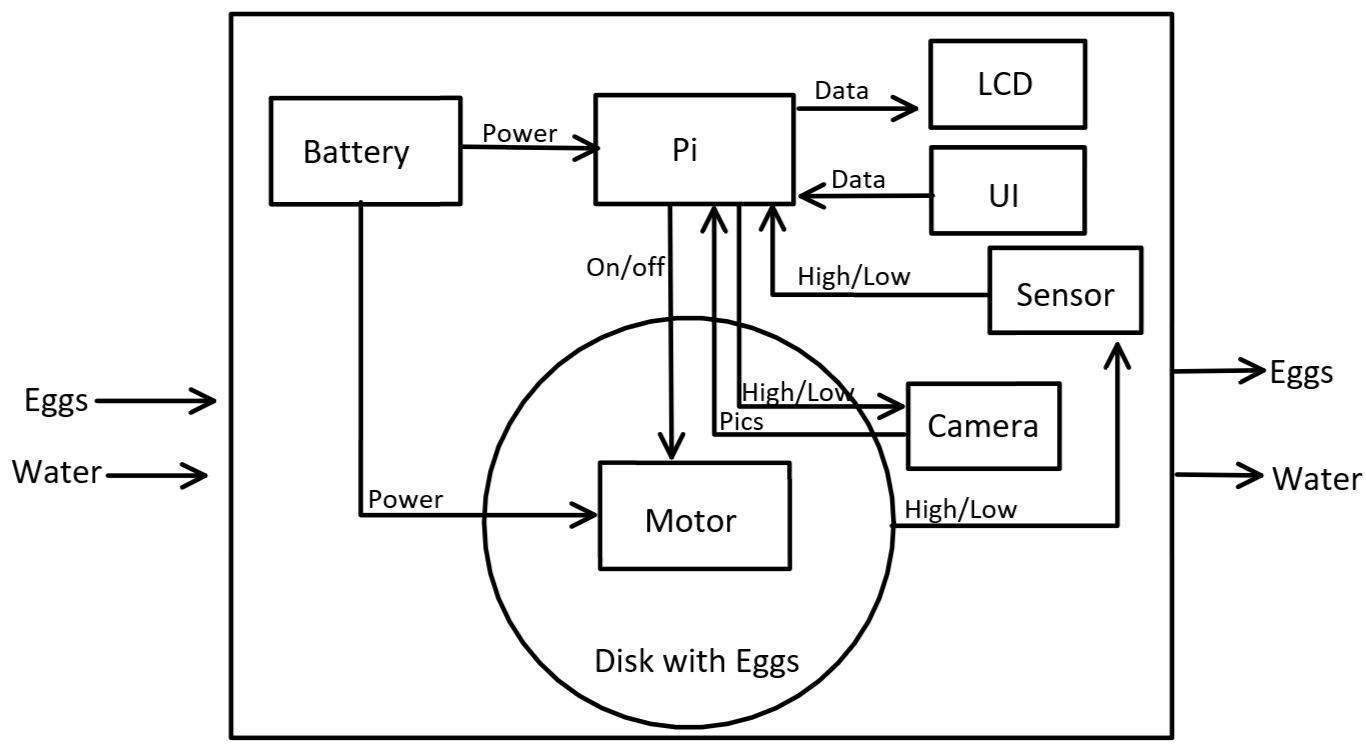 LCD
Data
Battery
Power
Pi
Data
UI
On/off
High/Low
Sensor
Eggs
Eggs
High/Low
Pics
Camera
Water
Water
Power
Motor
High/Low
Disk with Eggs